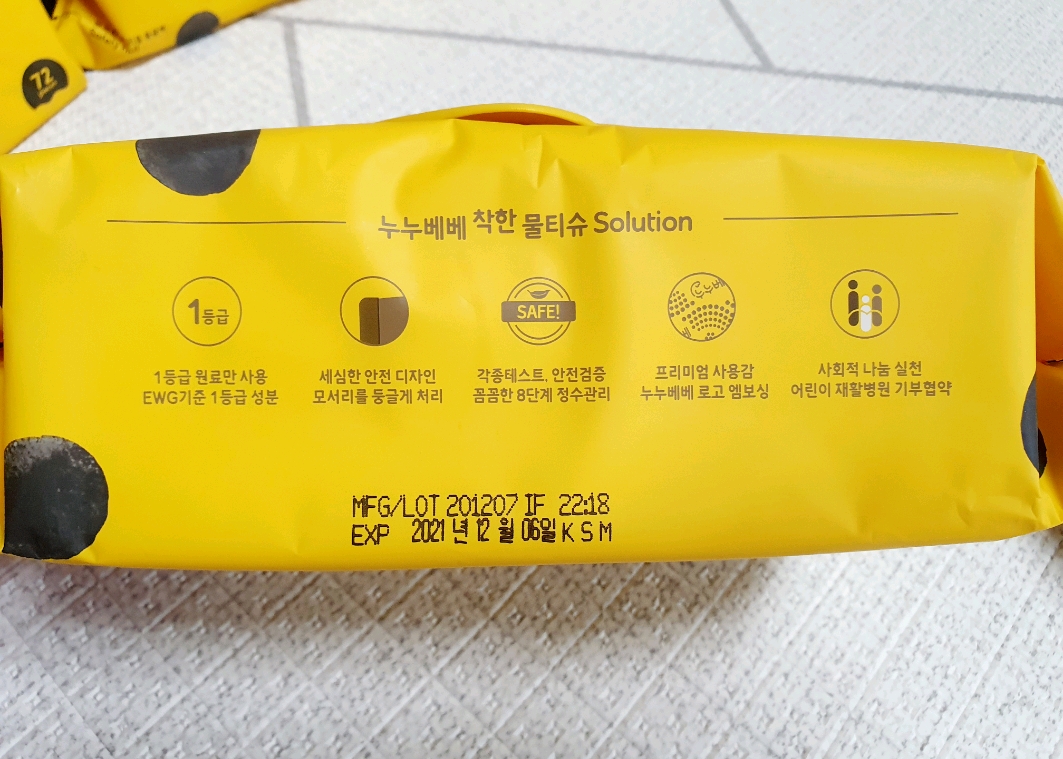 72
누누베베 착한 물티슈 Solution
1등급
SAFE!
누누베
1등급 원료만 사용
EWG기준 1등급 성분
세심한 안전 디자인
모서리를 둥글게 처리
각종테스트, 안전검증
꼼꼼한 8단계 정수관리
프리미엄 사용감
누누베베 로고 엠보싱
사회적 나눔 실천
어린이 재활병원 기부협약
MFG/LOT 201207 IF 22:18
EXP 2021 년 12 월 06일 K S M